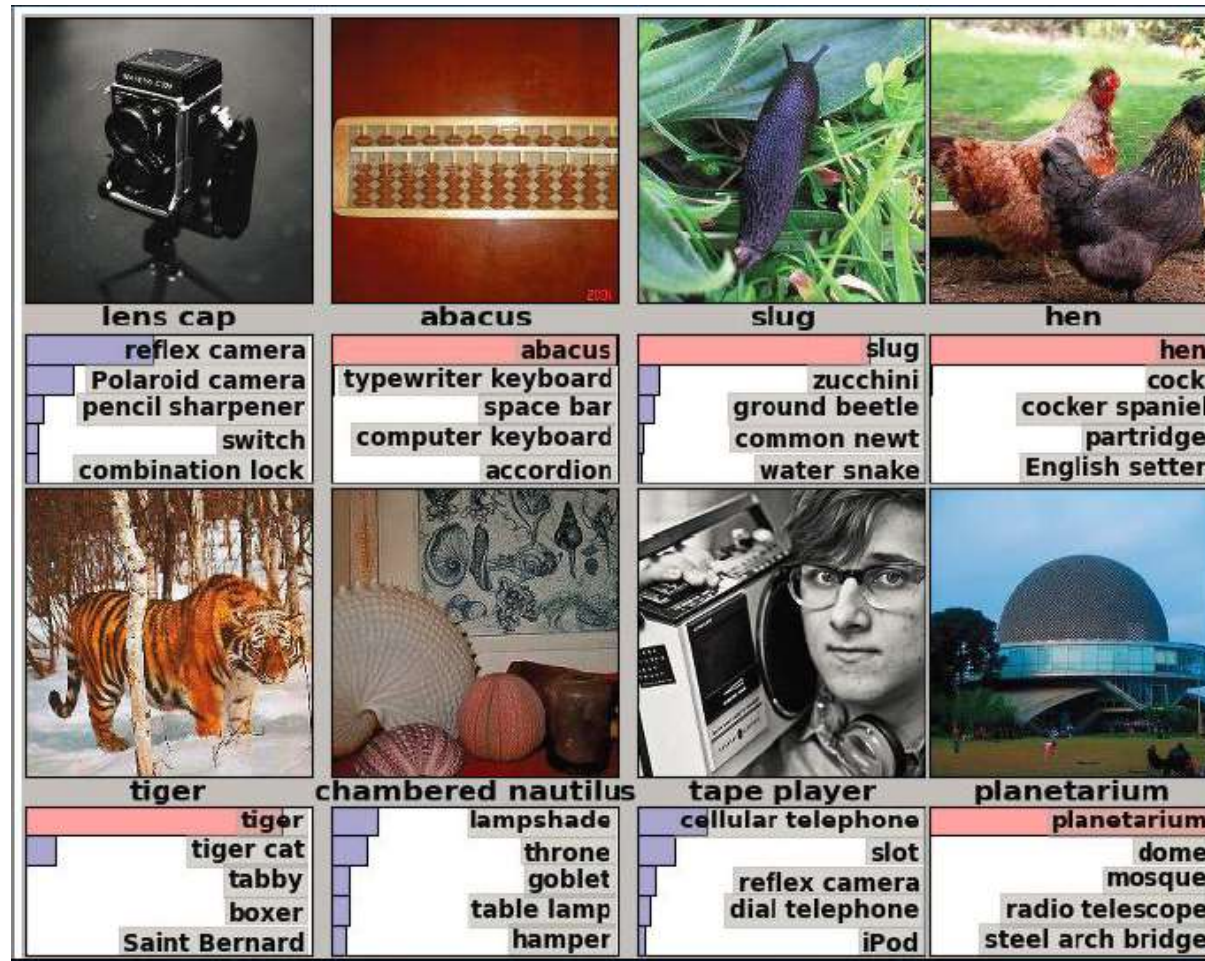 MAMIYA C330
2001
lens cap
abacus
slug
hen
reflex camera
Polaroid camera
pencil sharpener
switch
combination lock
abacus
typewriter keyboard
space bar
computer keyboard
accordion
slug
zucchini
ground beetle
common newt
water snake
hen
cock
cocker spaniel
partridge
English setter
tiger
chambered nautilus
tape player
planetarium
tiger
tiger cat
tabby
boxer
Saint Bernard
lampshade
throne
goblet
table lamp
hamper
cellular telephone
slot
reflex camera
dial telephone
iPod
planetarium
dome
mosque
radio telescope
steel arch bridge